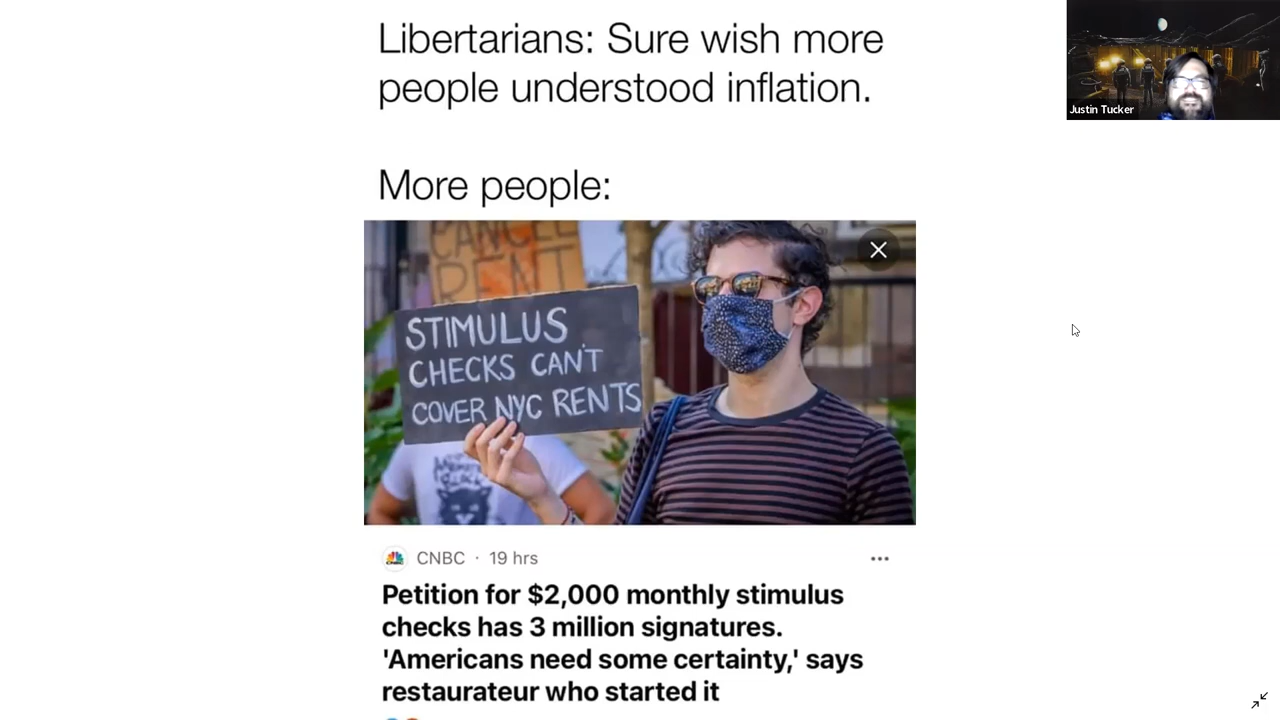 Libertarians: Sure wish more
people understood inflation.
Justin Tucker
More people:
CANCEL
RENT
STIMULUS
CHECKS CAN'T
COVER NYC RENTS
CNBC · 19 hrs
Petition for $2,000 monthly stimulus
checks has 3 million signatures.
'Americans need some certainty,' says
restaurateur who started it